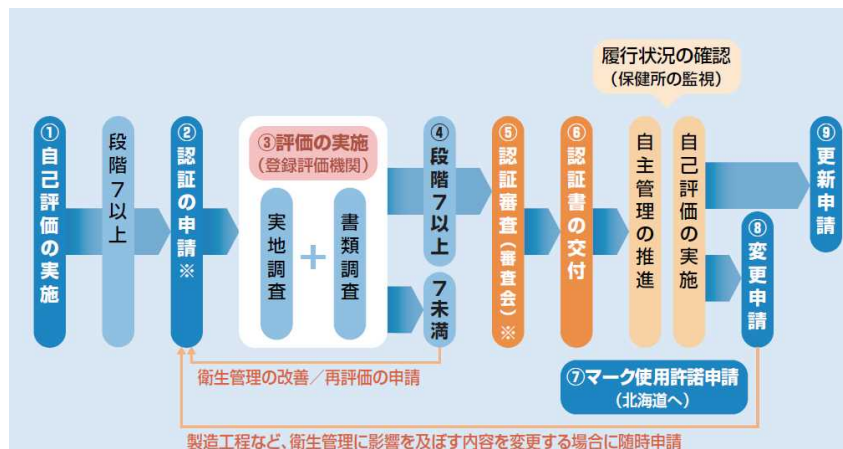 ①自己評価の実施
段階７以上
②認証の申請※
③評価の実施
(登録評価機関)
実地調査
＋
書類調査
④段階７以上
７未満
⑤認証審査(審査会)※
⑥認証書の交付
履行状況の確認
(保健所の監視)
自主管理の推進
自己評価の実施
⑨更新申請
⑧変更申請
⑦マーク使用許諾申請
(北海道へ)
衛生管理の改善／再評価の申請
製造工程など、衛生管理に影響を及ぼす内容を変更する場合に随時申請